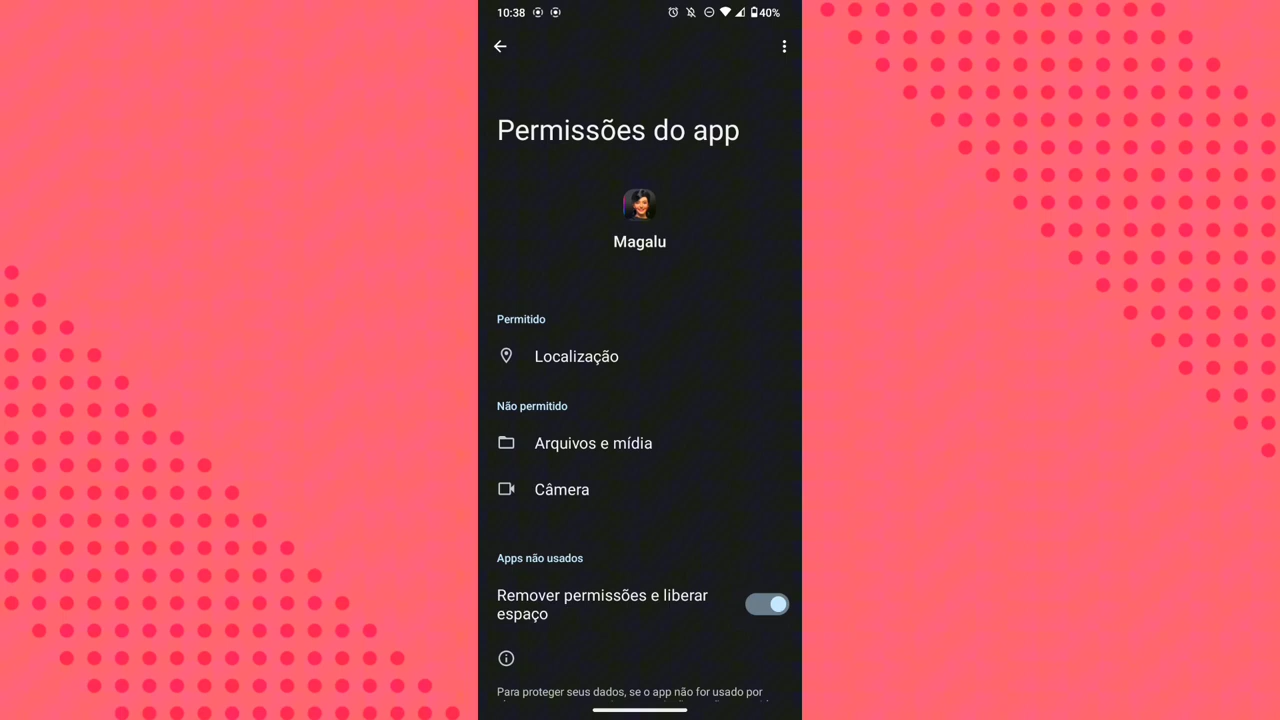 10:38
40%
Permissões do app
Magalu
Permitido
Localização
Não permitido
Arquivos e mídia
Câmera
Apps não usados
Remover permissões e liberar
espaço
Para proteger seus dados, se o app não for usado por